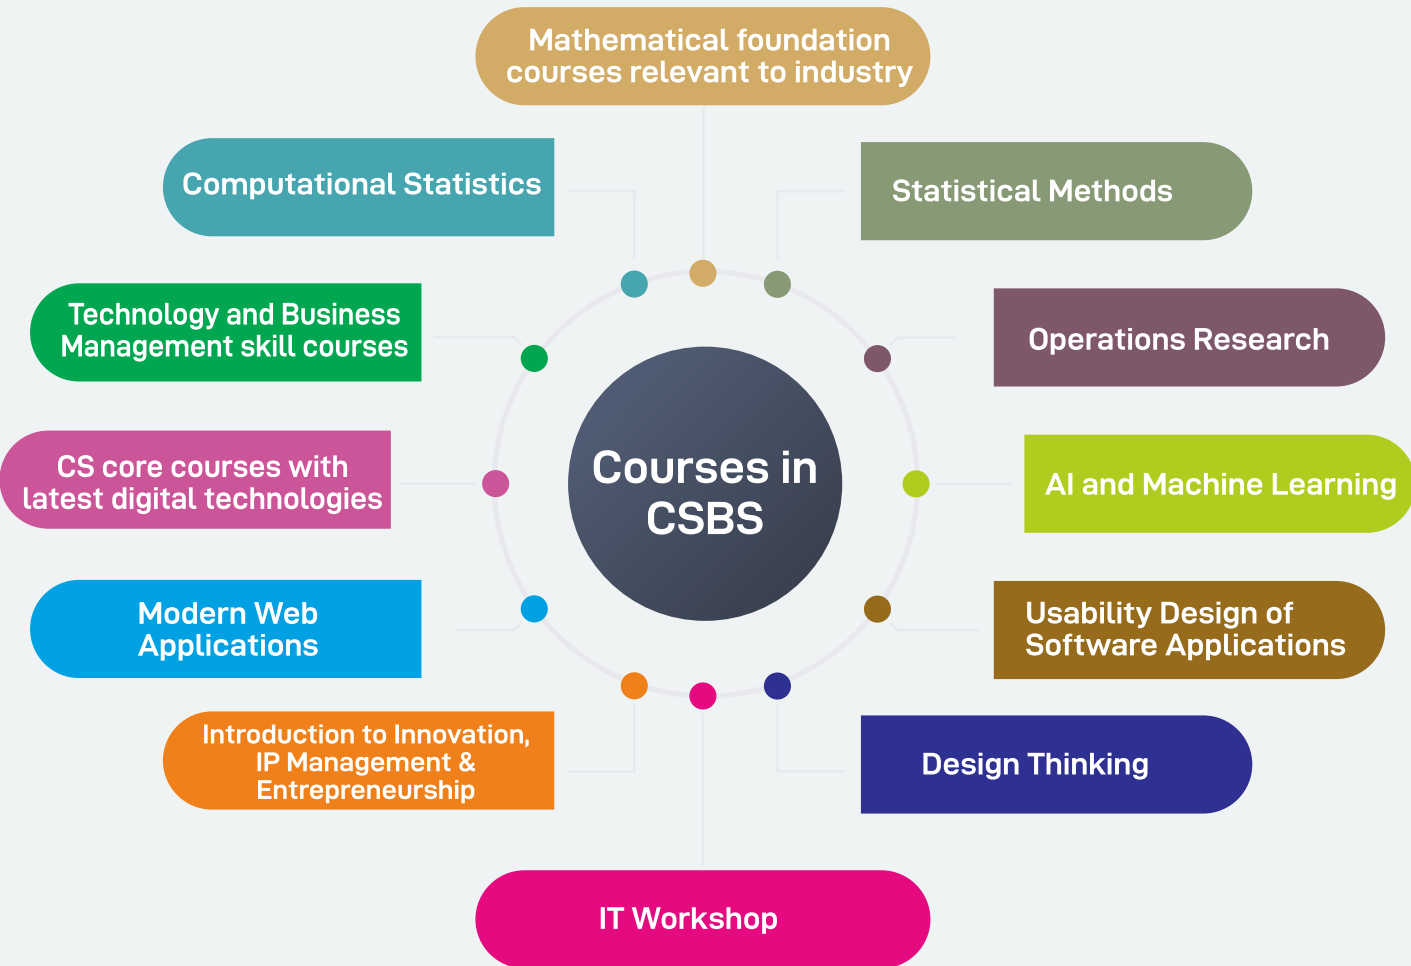 Mathematical foundation
courses relevant to industry
Computational Statistics
Statistical Methods
Technology and Business
Management skill courses
Operations Research
CS core courses with
latest digital technologies
Courses in
CSBS
AI and Machine Learning
Modern Web
Applications
Usability Design of
Software Applications
Introduction to Innovation,
IP Management &
Entrepreneurship
Design Thinking
IT Workshop